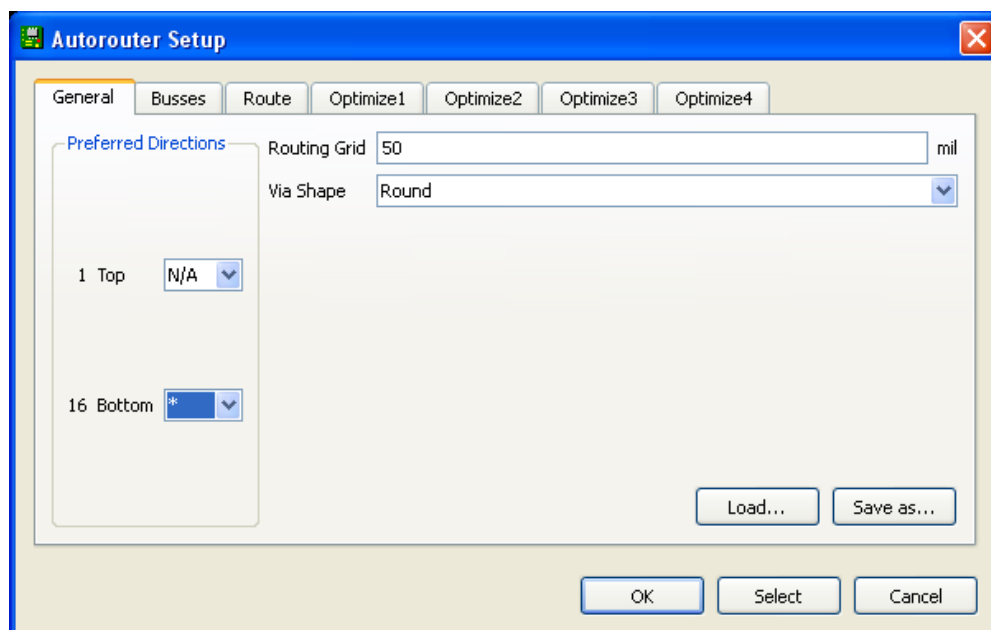 Autorouter Setup
General Busses Route Optimize1 Optimize2 Optimize3 Optimize4
Preferred Directions
Routing Grid 50 mil
Via Shape Round
1 Top N/A
16 Bottom *
Load... Save as...
OK Select Cancel